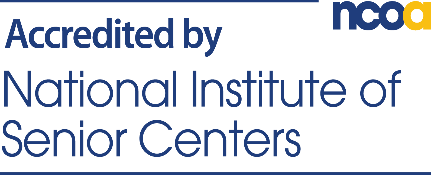 ncoa
Accredited by
National Institute of
Senior Centers